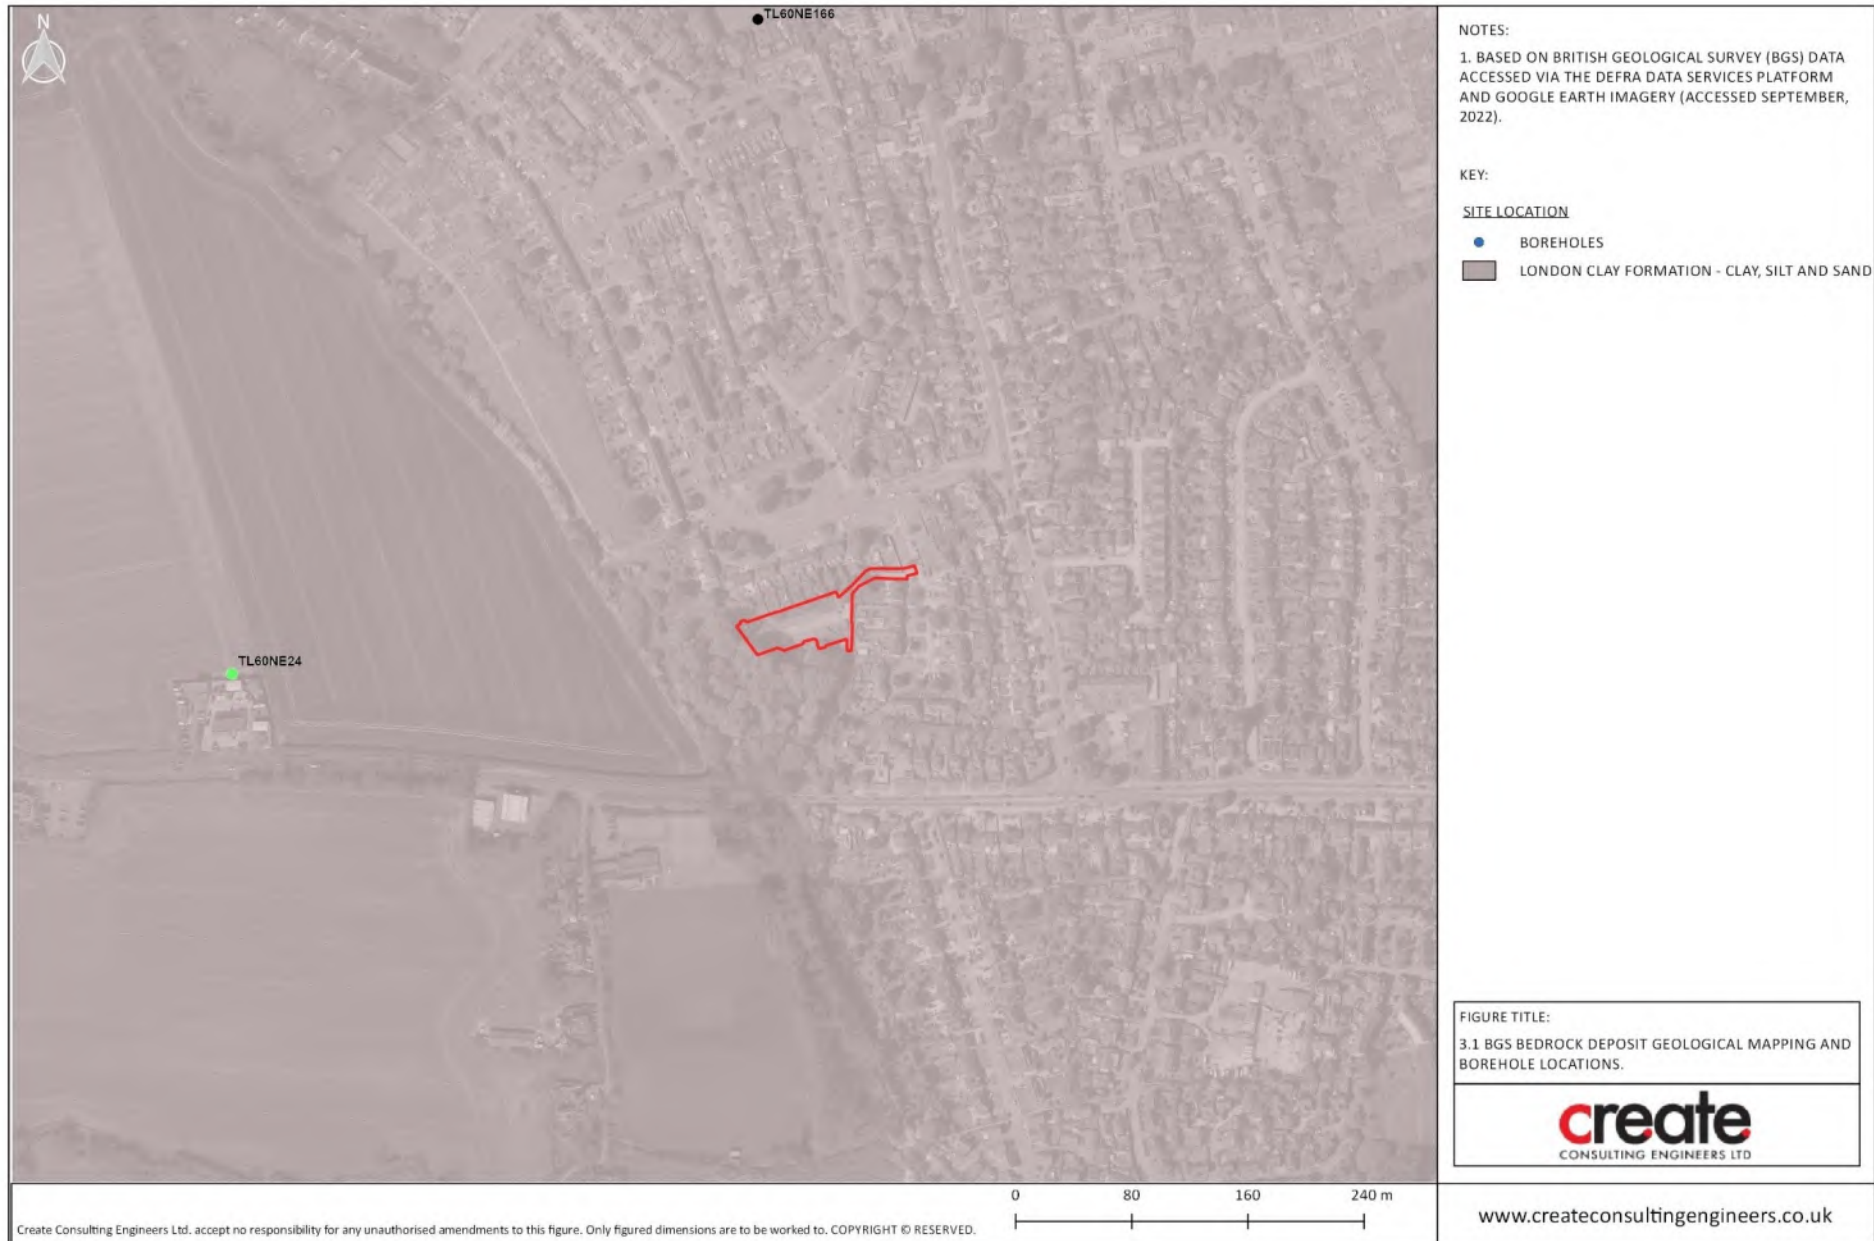 N
TL60NE166
TL60NE24
NOTES:
1. BASED ON BRITISH GEOLOGICAL SURVEY (BGS) DATA
ACCESSED VIA THE DEFRA DATA SERVICES PLATFORM
AND GOOGLE EARTH IMAGERY (ACCESSED SEPTEMBER,
2022).
KEY:
SITE LOCATION
BOREHOLES
LONDON CLAY FORMATION - CLAY, SILT AND SAND
FIGURE TITLE:
3.1 BGS BEDROCK DEPOSIT GEOLOGICAL MAPPING AND
BOREHOLE LOCATIONS.
create
CONSULTING ENGINEERS LTD
www.createconsultingengineers.co.uk
0 80 160 240 m
Create Consulting Engineers Ltd. accept no responsibility for any unauthorised amendments to this figure. Only figured dimensions are to be worked to. COPYRIGHT © RESERVED.